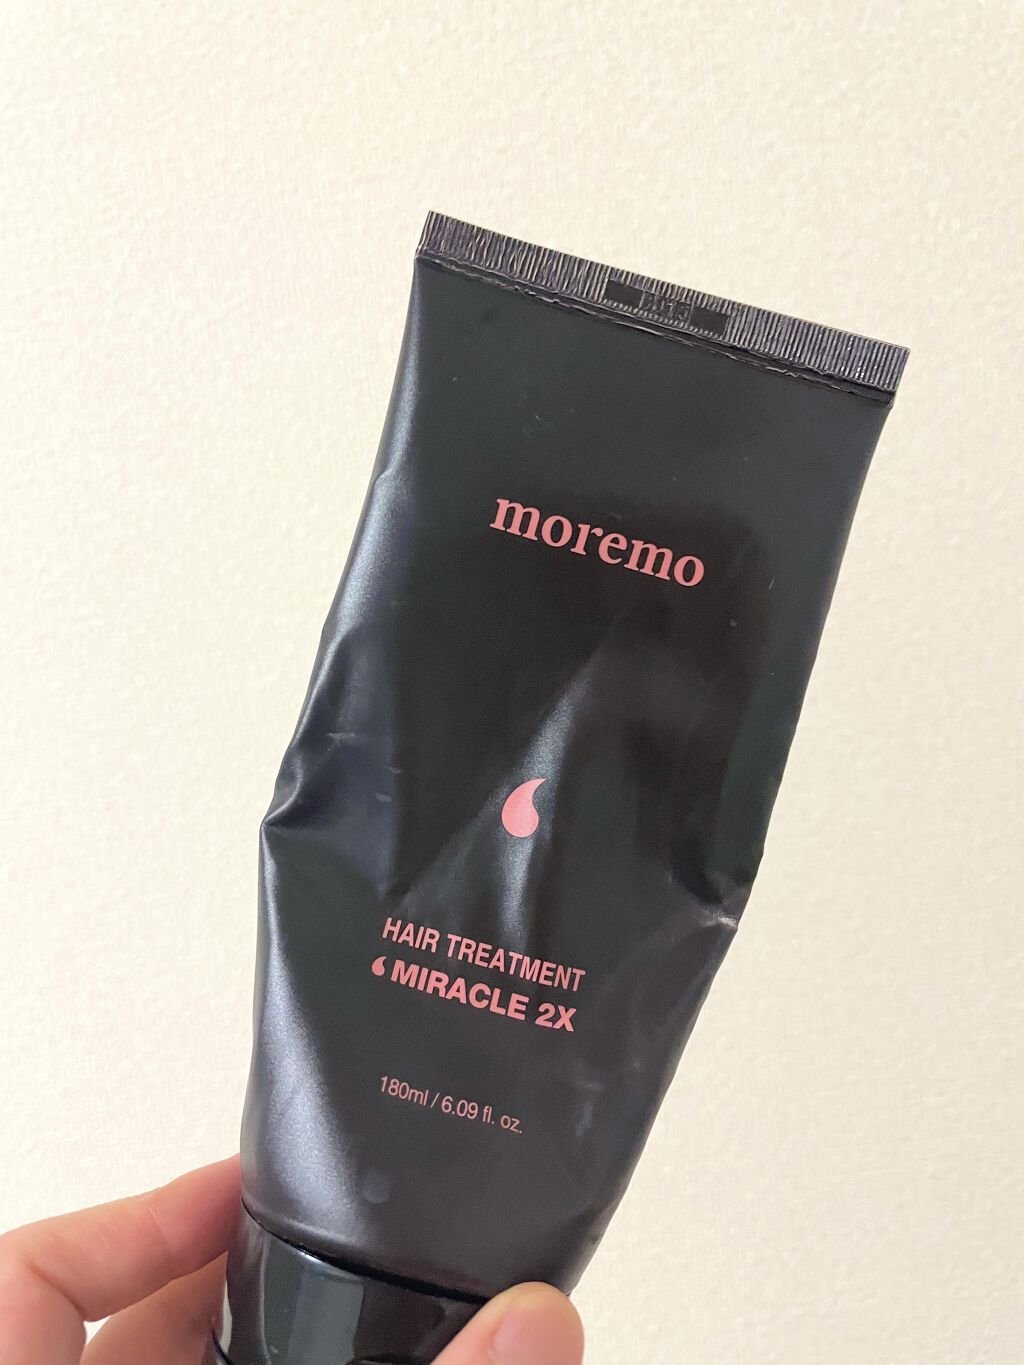 moremo
HAIR TREATMENT
MIRACLE 2X
180ml / 6.09 fl. oz.